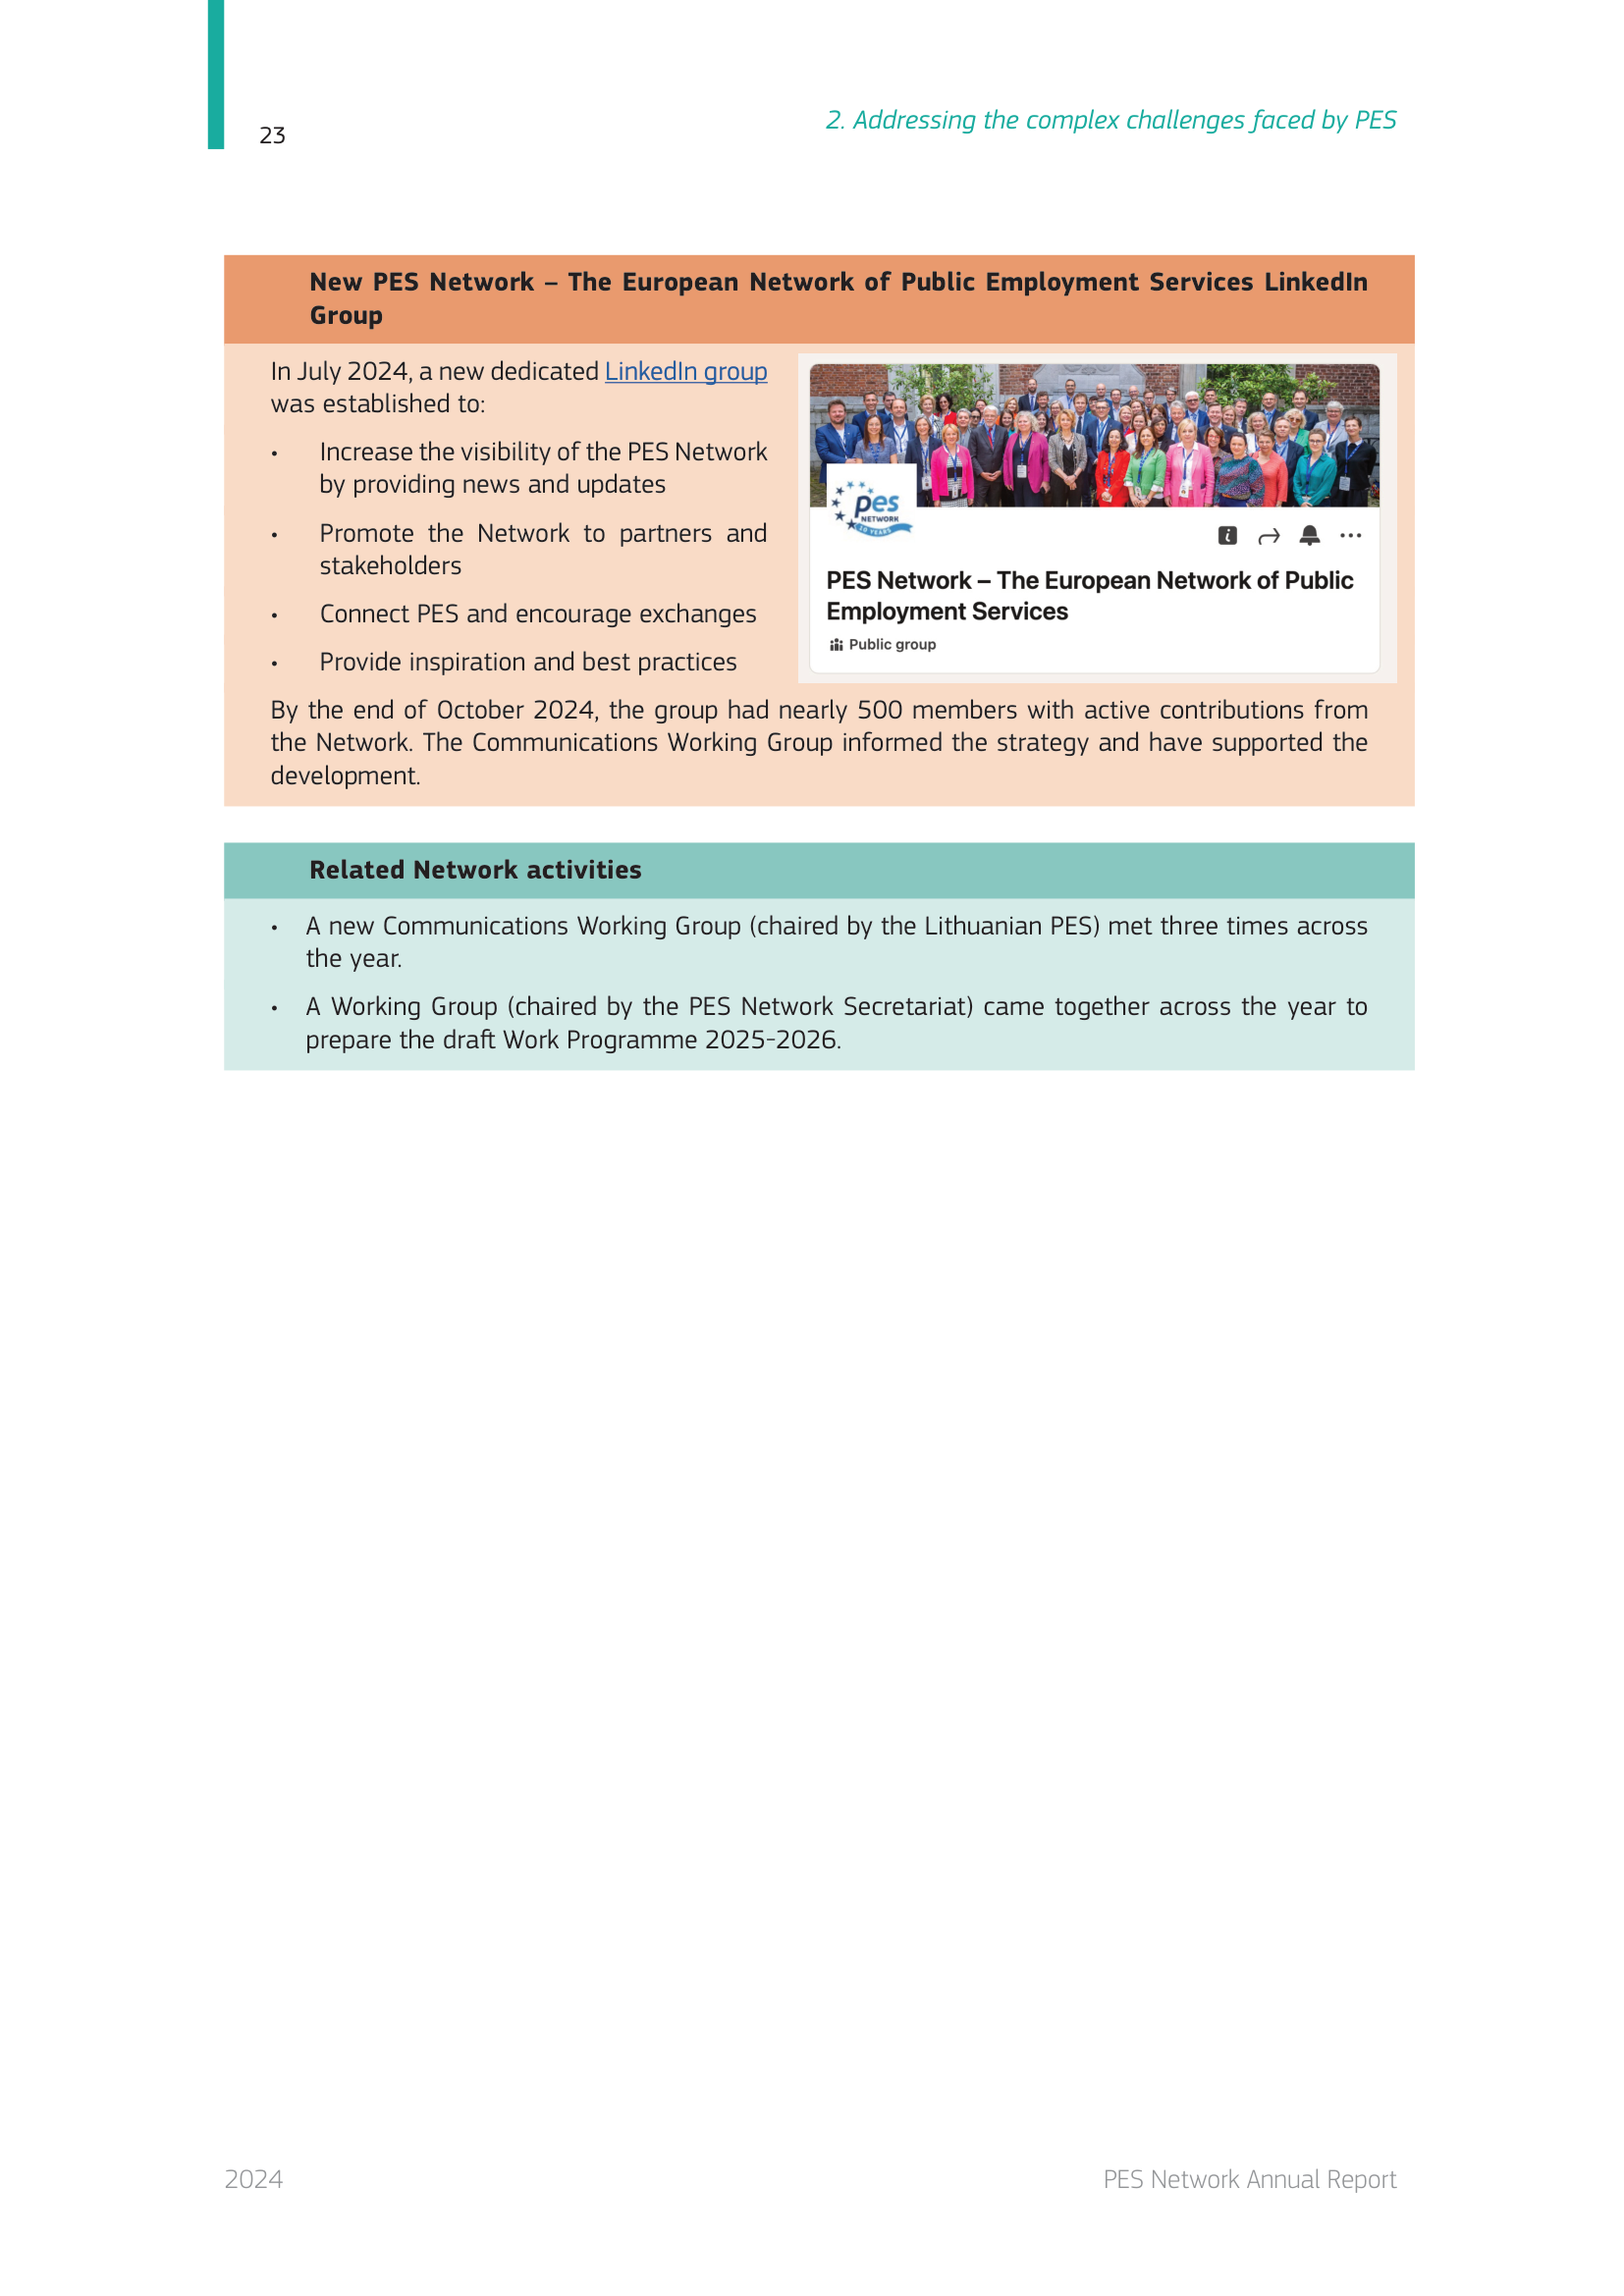 23
2. Addressing the complex challenges faced by PES
New PES Network – The European Network of Public Employment Services LinkedIn
Group
In July 2024, a new dedicated LinkedIn group
was established to:
• Increase the visibility of the PES Network
by providing news and updates
• Promote the Network to partners and
stakeholders
• Connect PES and encourage exchanges
• Provide inspiration and best practices
pes
NETWORK
10 YEARS
PES Network – The European Network of Public
Employment Services
Public group
By the end of October 2024, the group had nearly 500 members with active contributions from
the Network. The Communications Working Group informed the strategy and have supported the
development.
Related Network activities
• A new Communications Working Group (chaired by the Lithuanian PES) met three times across
the year.
• A Working Group (chaired by the PES Network Secretariat) came together across the year to
prepare the draft Work Programme 2025-2026.
2024
PES Network Annual Report